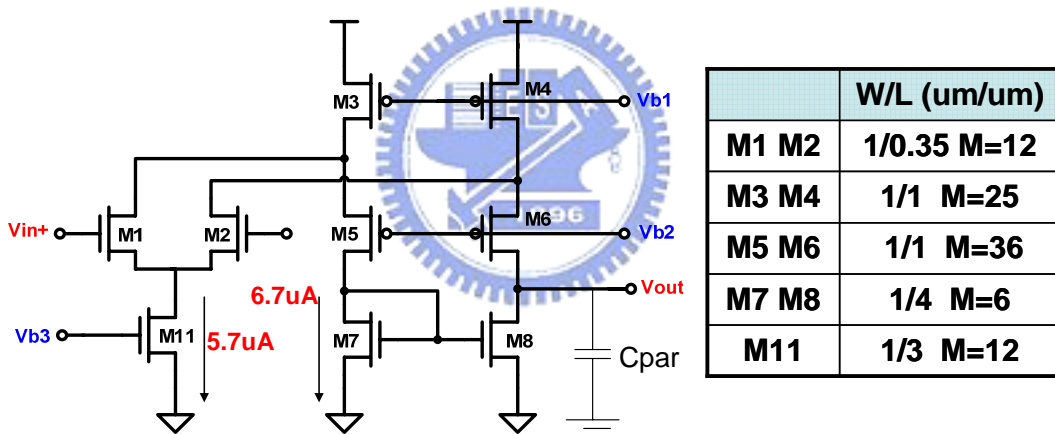 M3
M4
Vb1
Vin+
M1
M2
M5
M6
Vb2
1896
6.7uA
Vout
Vb3
M11
5.7uA
M7
M8
Cpar
W/L (um/um)
M1 M2 1/0.35 M=12
M3 M4 1/1 M=25
M5 M6 1/1 M=36
M7 M8 1/4 M=6
M11 1/3 M=12